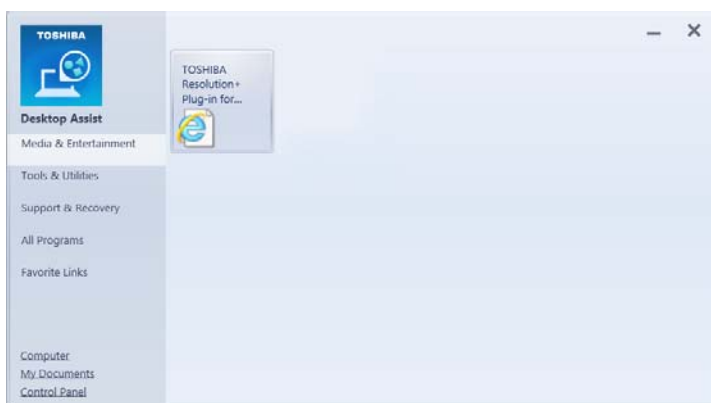 TOSHIBA
Desktop Assist
Media & Entertainment
Tools & Utilities
Support & Recovery
All Programs
Favorite Links
Computer
My Documents
Control Panel
TOSHIBA
Resolution+
Plug-in for...